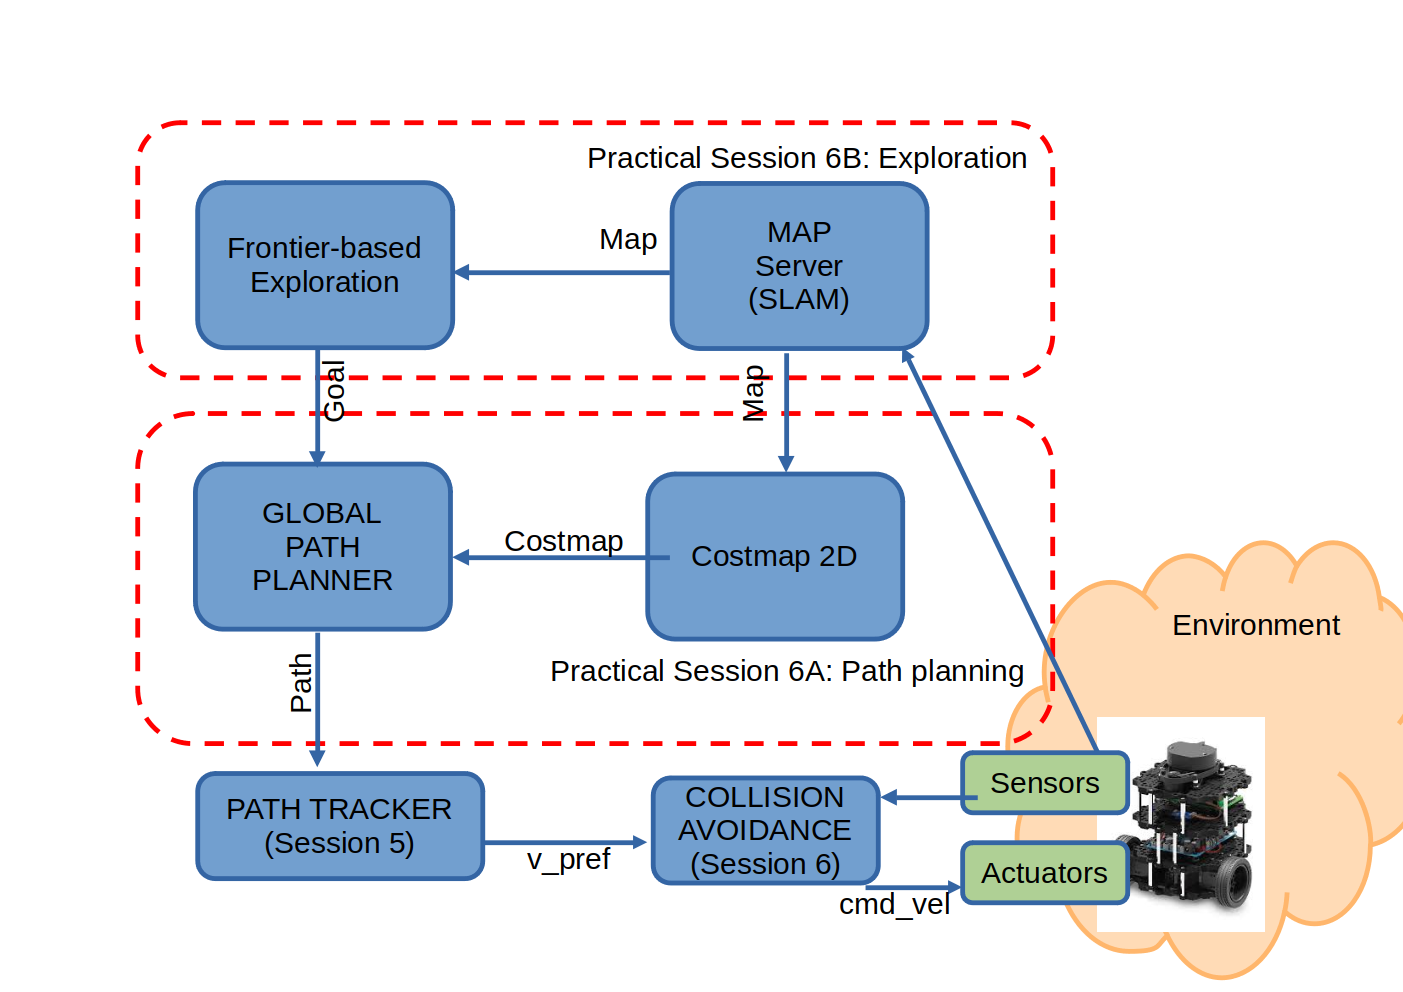 Practical Session 6B: Exploration
Frontier-based
Exploration
Map
MAP
Server
(SLAM)
Goal
Map
GLOBAL
PATH
PLANNER
Costmap
Costmap 2D
Environment
Practical Session 6A: Path planning
Path
PATH TRACKER
(Session 5)
v_pref
COLLISION
AVOIDANCE
(Session 6)
Sensors
Actuators
cmd_vel